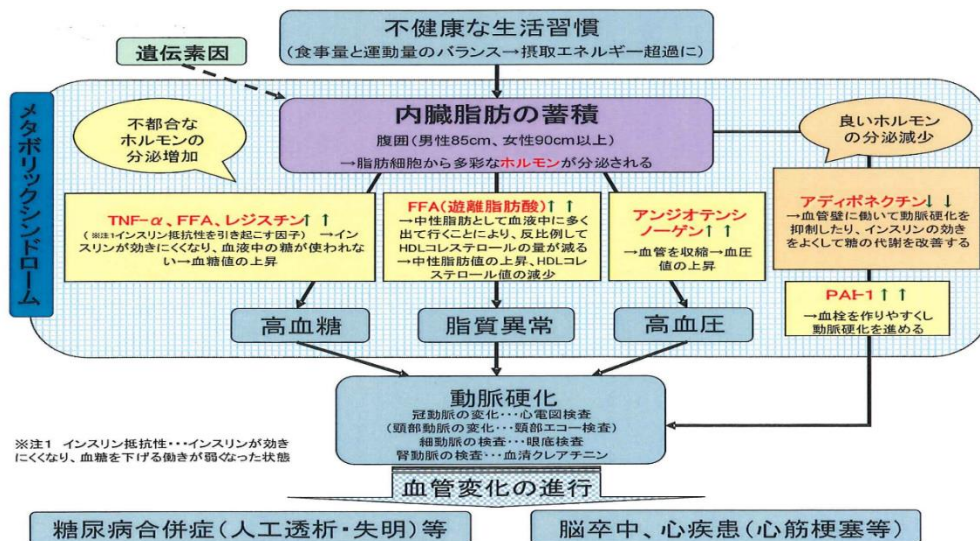 不健康な生活習慣
(食事量と運動量のバランス→摂取エネルギー超過に)
遺伝素因
メタボリックシンドローム
不都合な
ホルモンの
分泌増加
内臓脂肪の蓄積
腹囲(男性85cm、女性90cm以上)
→脂肪細胞から多彩なホルモンが分泌される
良いホルモン
の分泌減少
TNF-α、FFA、レジスチン↑ ↑
(※注1インスリン抵抗性を引き起こす因子) →イン
スリンが効きにくくなり、血液中の糖が使われな
い→血糖値の上昇
FFA(遊離脂肪酸)↑ ↑
→中性脂肪として血液中に多く
出て行くことにより、反比例して
HDLコレステロールの量が減る
→中性脂肪値の上昇、HDLコレ
ステロール値の減少
アンジオテンシ
ノーゲン↑ ↑
→血管を収縮→血圧
値の上昇
アディポネクチン↓ ↓
→血管壁に働いて動脈硬化を
抑制したり、インスリンの効き
をよくして糖の代謝を改善する
PAI-1 ↑ ↑
→血栓を作りやすくし
動脈硬化を進める
高血糖
脂質異常
高血圧
動脈硬化
冠動脈の変化・・・心電図検査
(頸部動脈の変化・・・頸部エコー検査)
細動脈の検査・・・眼底検査
腎動脈の検査・・・血清クレアチニン
※注1 インスリン抵抗性・・・インスリンが効き
にくくなり、血糖を下げる働きが弱くなった状態
血管変化の進行
糖尿病合併症(人工透析・失明)等
脳卒中、心疾患(心筋梗塞等)